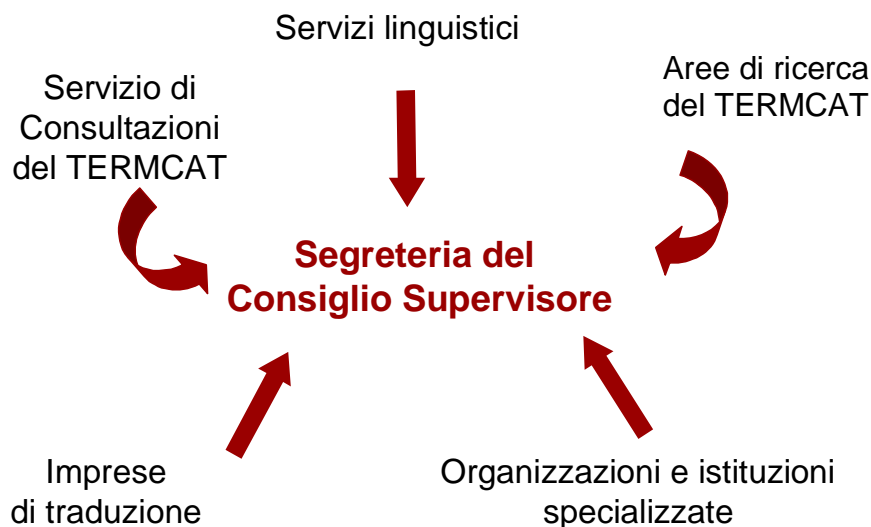 Servizi linguistici
Servizio di
Consultazioni
del TERMCAT
Aree di ricerca
del TERMCAT
Segreteria del
Consiglio Supervisore
Imprese
di traduzione
Organizzazioni e istituzioni
specializzate